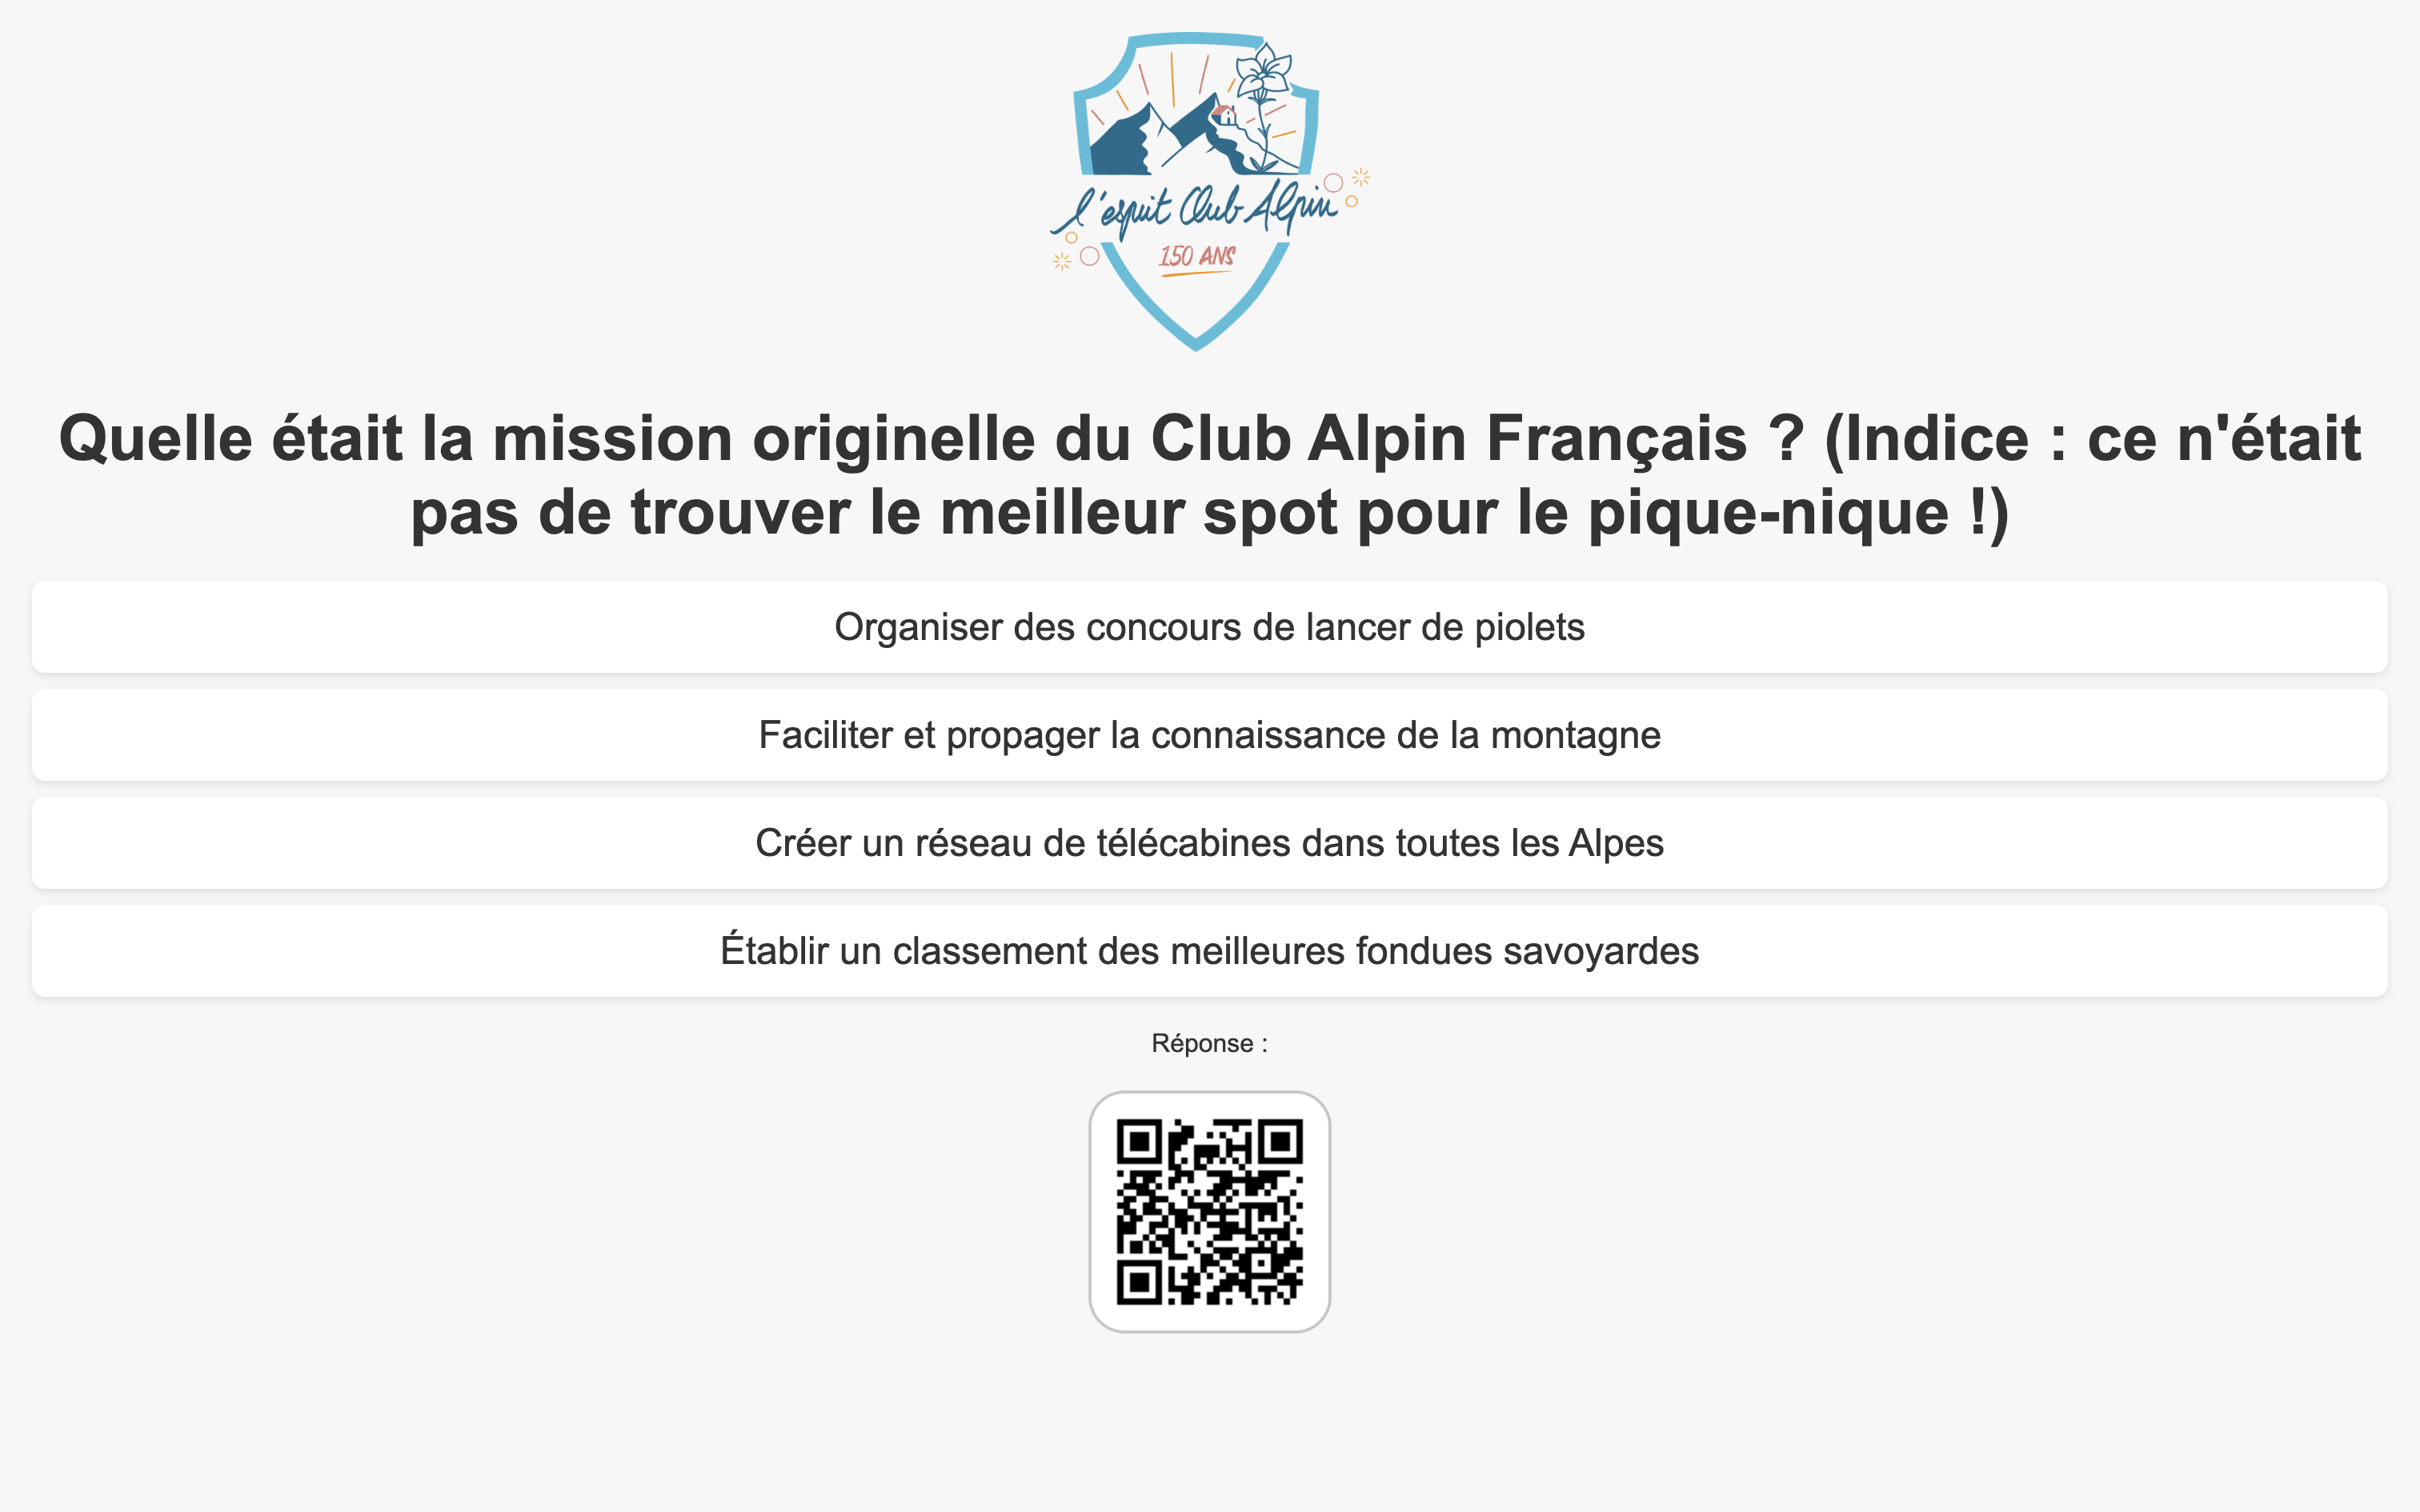 l'esprit Club Alpin
150 ANS
Quelle était la mission originelle du Club Alpin Français ? (Indice : ce n'était
pas de trouver le meilleur spot pour le pique-nique !)
Organiser des concours de lancer de piolets
Faciliter et propager la connaissance de la montagne
Créer un réseau de télécabines dans toutes les Alpes
Établir un classement des meilleures fondues savoyardes
Réponse :